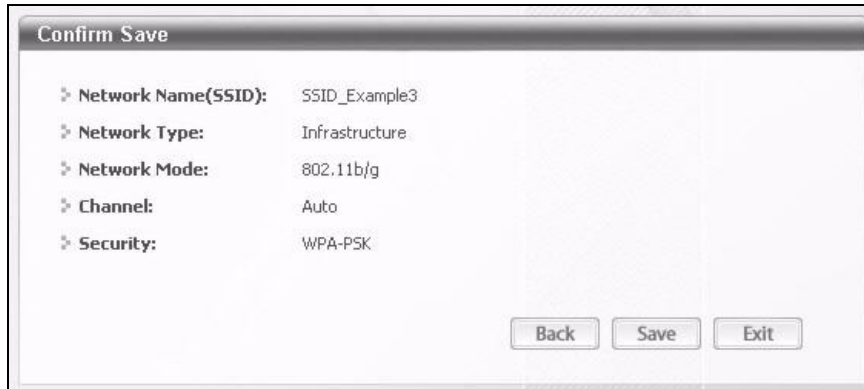 Confirm Save
Network Name(SSID): SSID_Example3
Network Type: Infrastructure
Network Mode: 802.11b/g
Channel: Auto
Security: WPA-PSK
Back Save Exit